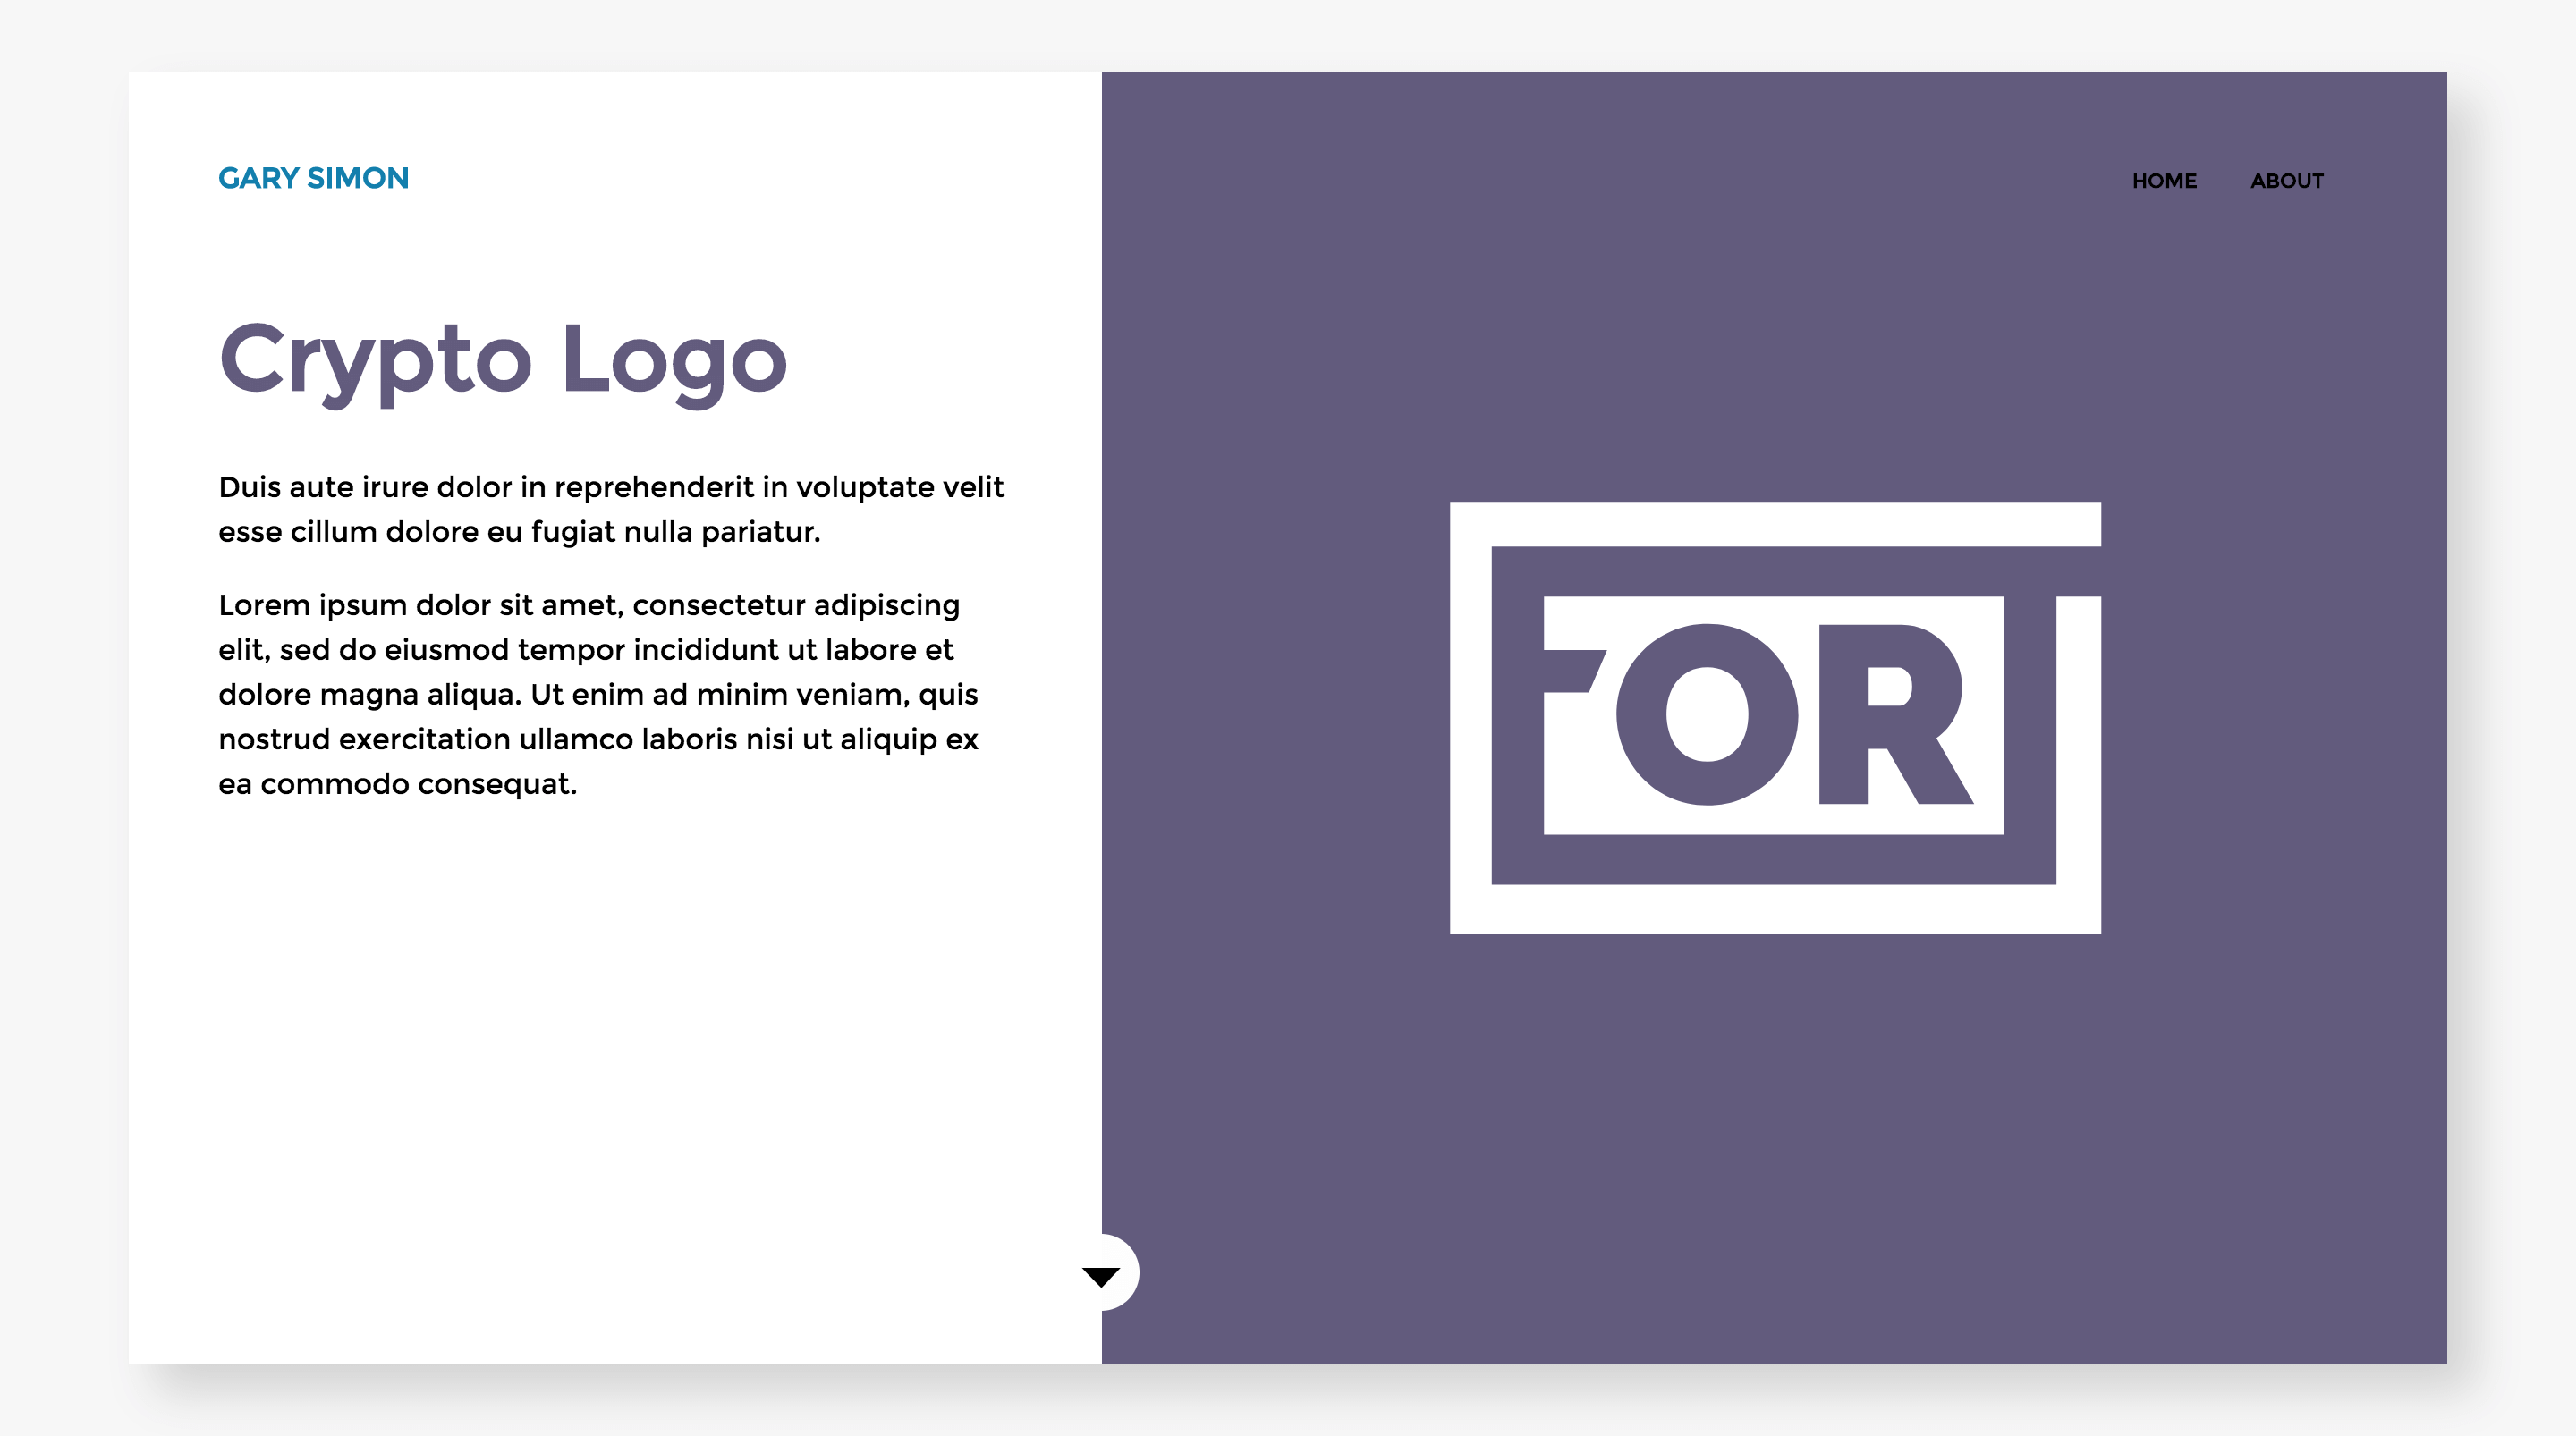 GARY SIMON
HOME ABOUT
Crypto Logo
Duis aute irure dolor in reprehenderit in voluptate velit
esse cillum dolore eu fugiat nulla pariatur.
Lorem ipsum dolor sit amet, consectetur adipiscing
elit, sed do eiusmod tempor incididunt ut labore et
dolore magna aliqua. Ut enim ad minim veniam, quis
nostrud exercitation ullamco laboris nisi ut aliquip ex
ea commodo consequat.
FORT